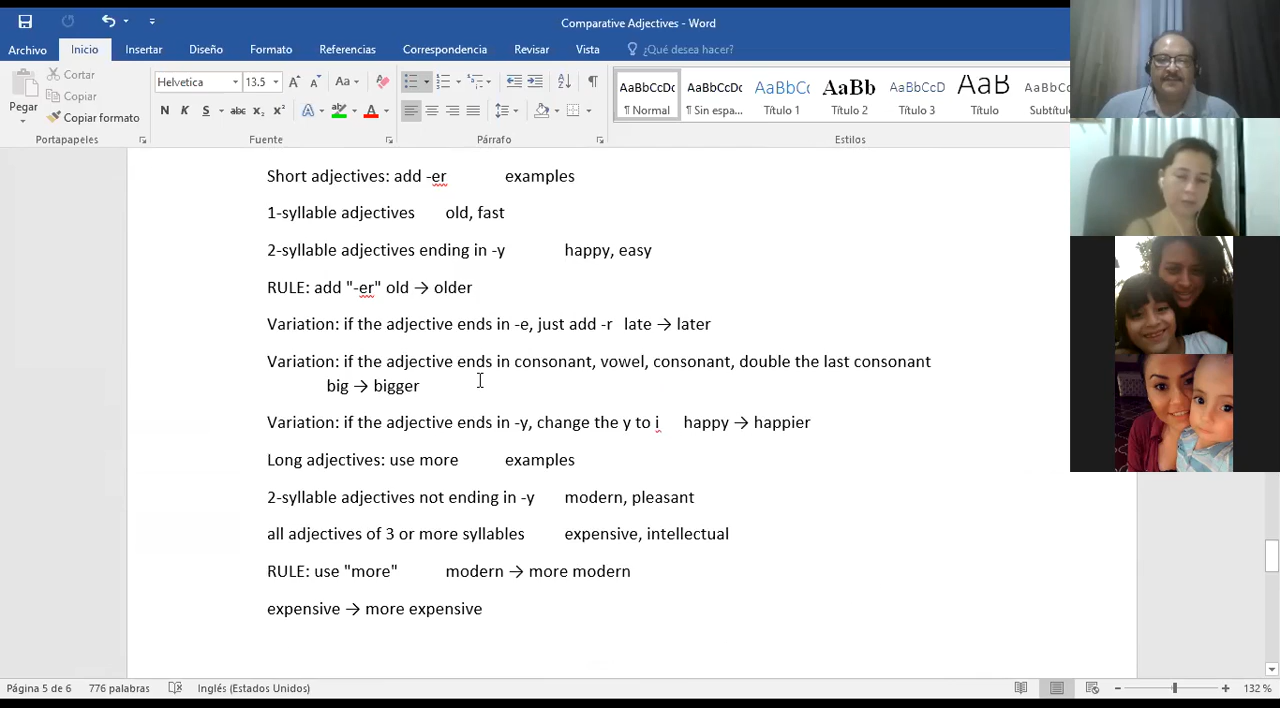 Comparative Adjectives - Word
Archivo Inicio Insertar Diseño Formato Referencias Correspondencia Revisar Vista ¿Qué desea hacer?
Pegar
Cortar
Copiar
Copiar formato
Helvetica 13.5 Aa
N K S abc x₂ x² A A
AaBbCcDc AaBbCcDc AaBbCc AaBb AaBbCcD AaB AaBbCc
¶ Normal ¶ Sin espa... Título 1 Título 2 Título 3 Título Subtítul
Portapapeles Fuente Párrafo Estilos
Short adjectives: add -er examples
1-syllable adjectives old, fast
2-syllable adjectives ending in -y happy, easy
RULE: add "-er" old → older
Variation: if the adjective ends in -e, just add -r late → later
Variation: if the adjective ends in consonant, vowel, consonant, double the last consonant
big → bigger
Variation: if the adjective ends in -y, change the y to i happy → happier
Long adjectives: use more examples
2-syllable adjectives not ending in -y modern, pleasant
all adjectives of 3 or more syllables expensive, intellectual
RULE: use "more" modern → more modern
expensive → more expensive
Página 5 de 6 776 palabras Inglés (Estados Unidos) 132 %